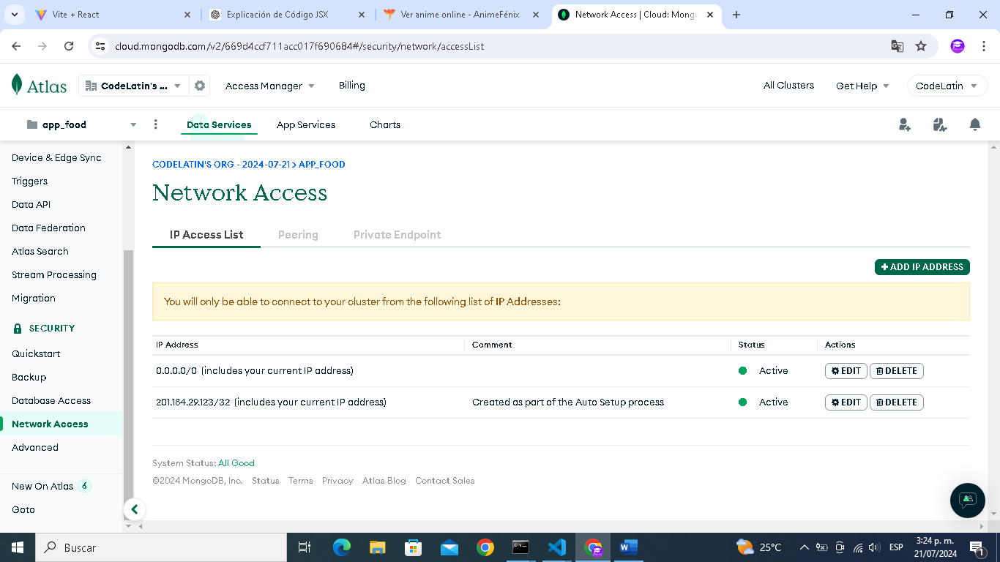 Vite + React
Explicación de Código JSX
Ver anime online - AnimeFénix
Network Access | Cloud: Mong
cloud.mongodb.com/v2/669d4ccf711acc017f690684#/security/network/accessList
Atlas
CodeLatin's ...
Access Manager
Billing
All Clusters
Get Help
CodeLatin
app_food
Data Services
App Services
Charts
Device & Edge Sync
Triggers
Data API
Data Federation
Atlas Search
Stream Processing
Migration
SECURITY
Quickstart
Backup
Database Access
Network Access
Advanced
New On Atlas 6
Goto
CODELATIN'S ORG - 2024-07-21 > APP_FOOD
Network Access
IP Access List
Peering
Private Endpoint
+ ADD IP ADDRESS
You will only be able to connect to your cluster from the following list of IP Addresses:
IP Address Comment Status Actions
0.0.0.0/0 (includes your current IP address) Active EDIT DELETE
201.184.29.123/32 (includes your current IP address) Created as part of the Auto Setup process Active EDIT DELETE
System Status: All Good
©2024 MongoDB, Inc. Status Terms Privacy Atlas Blog Contact Sales
Buscar
25°C
ESP
3:24 p. m.
21/07/2024
1